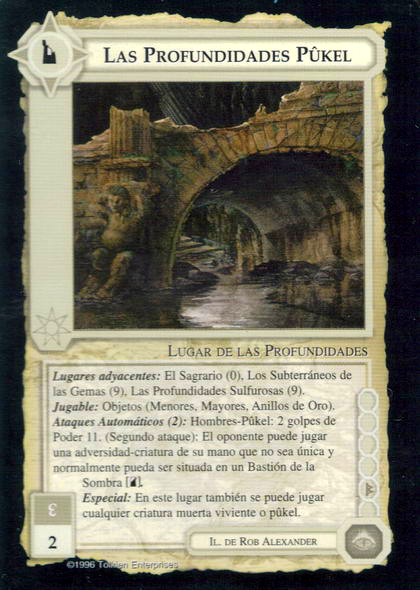 LAS PROFUNDIDADES PÛKEL
LUGAR DE LAS PROFUNDIDADES
Lugares adyacentes: El Sagrario (0), Los Subterráneos
de las Gemas (9), Las Profundidades Sulfurosas (9).
Jugable: Objetos (Menores, Mayores, Anillos de Oro).
Ataques Automáticos (2): Hombres-Pûkel: 2 golpes de
Poder 11. (Segundo ataque): El oponente puede jugar
una adversidad-criatura de su mano que no sea única y
normalmente pueda ser situada en un Bastión de la
Sombra [].
Especial: En este lugar también se puede jugar
cualquier criatura muerta viviente o pûkel.
3
2
IL. DE ROB ALEXANDER
©1996 Tolkien Enterprises